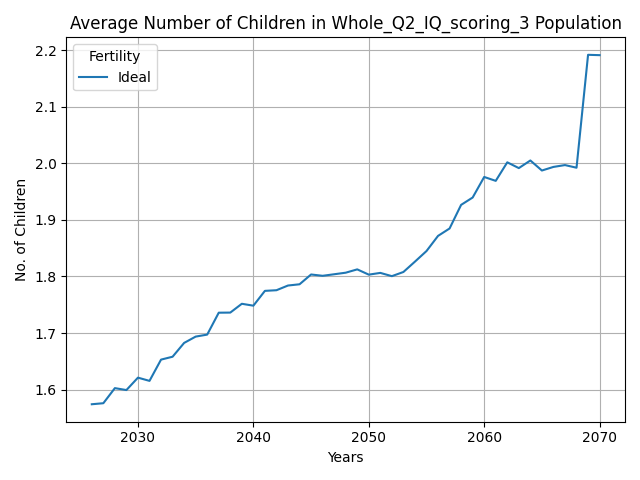 Average Number of Children in Whole_Q2_IQ_scoring_3 Population
Fertility
Ideal
No. of Children
2.2
2.1
2.0
1.9
1.8
1.7
1.6
2030 2040 2050 2060 2070
Years